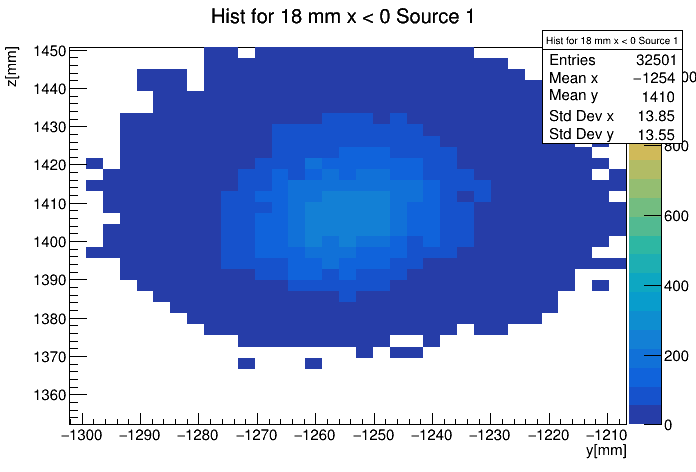 Hist for 18 mm x < 0 Source 1
Hist for 18 mm x < 0 Source 1
Entries 32501
Mean x −1254
Mean y 1410
Std Dev x 13.85
Std Dev y 13.55
z[mm]
1450
1440
1430
1420
1410
1400
1390
1380
1370
1360
800
600
400
200
0
−1300 −1290 −1280 −1270 −1260 −1250 −1240 −1230 −1220 −1210
y[mm]